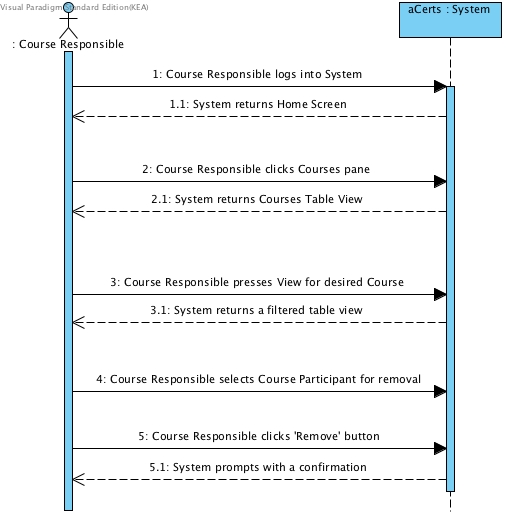 Visual Paradigm Standard Edition(KEA)
aCerts : System
: Course Responsible
1: Course Responsible logs into System
1.1: System returns Home Screen
2: Course Responsible clicks Courses pane
2.1: System returns Courses Table View
3: Course Responsible presses View for desired Course
3.1: System returns a filtered table view
4: Course Responsible selects Course Participant for removal
5: Course Responsible clicks 'Remove' button
5.1: System prompts with a confirmation